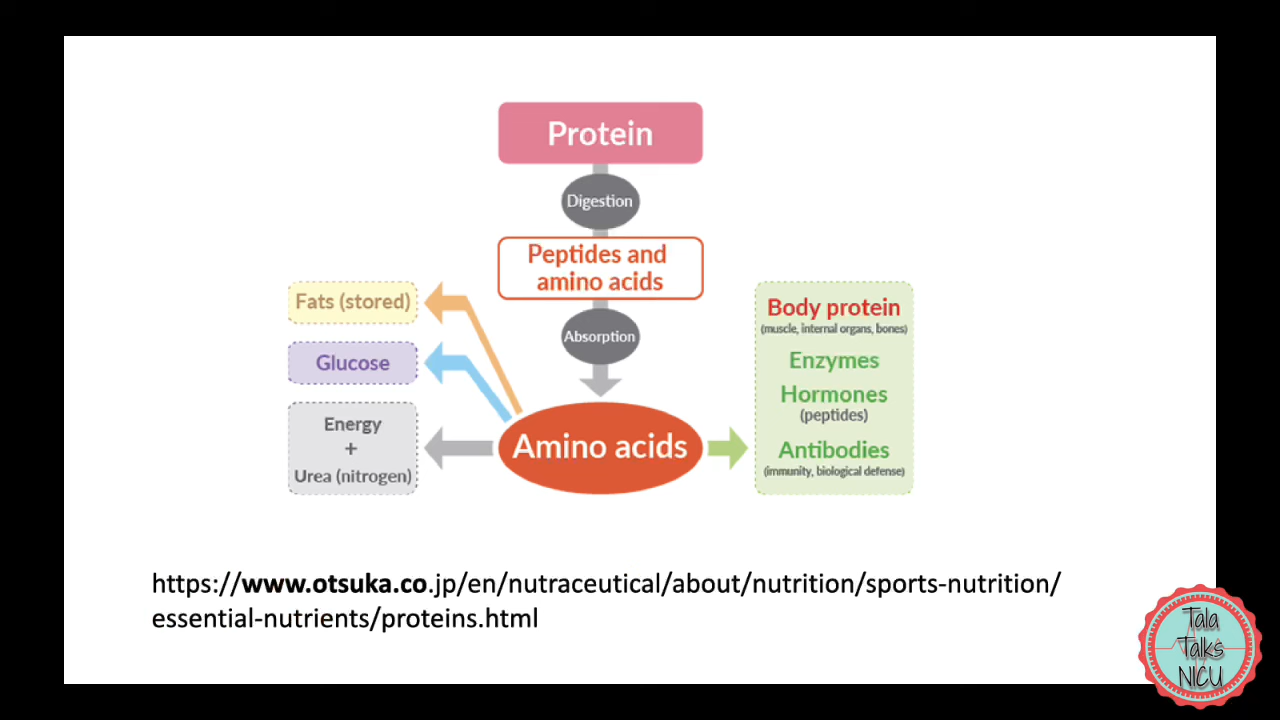 Protein
Digestion
Peptides and
amino acids
Absorption
Fats (stored)
Glucose
Energy
+
Urea (nitrogen)
Amino acids
Body protein
(muscle, internal organs, bones)
Enzymes
Hormones
(peptides)
Antibodies
(immunity, biological defense)
https://www.otsuka.co.jp/en/nutraceutical/about/nutrition/sports-nutrition/
essential-nutrients/proteins.html
Tala
Talks
NICU